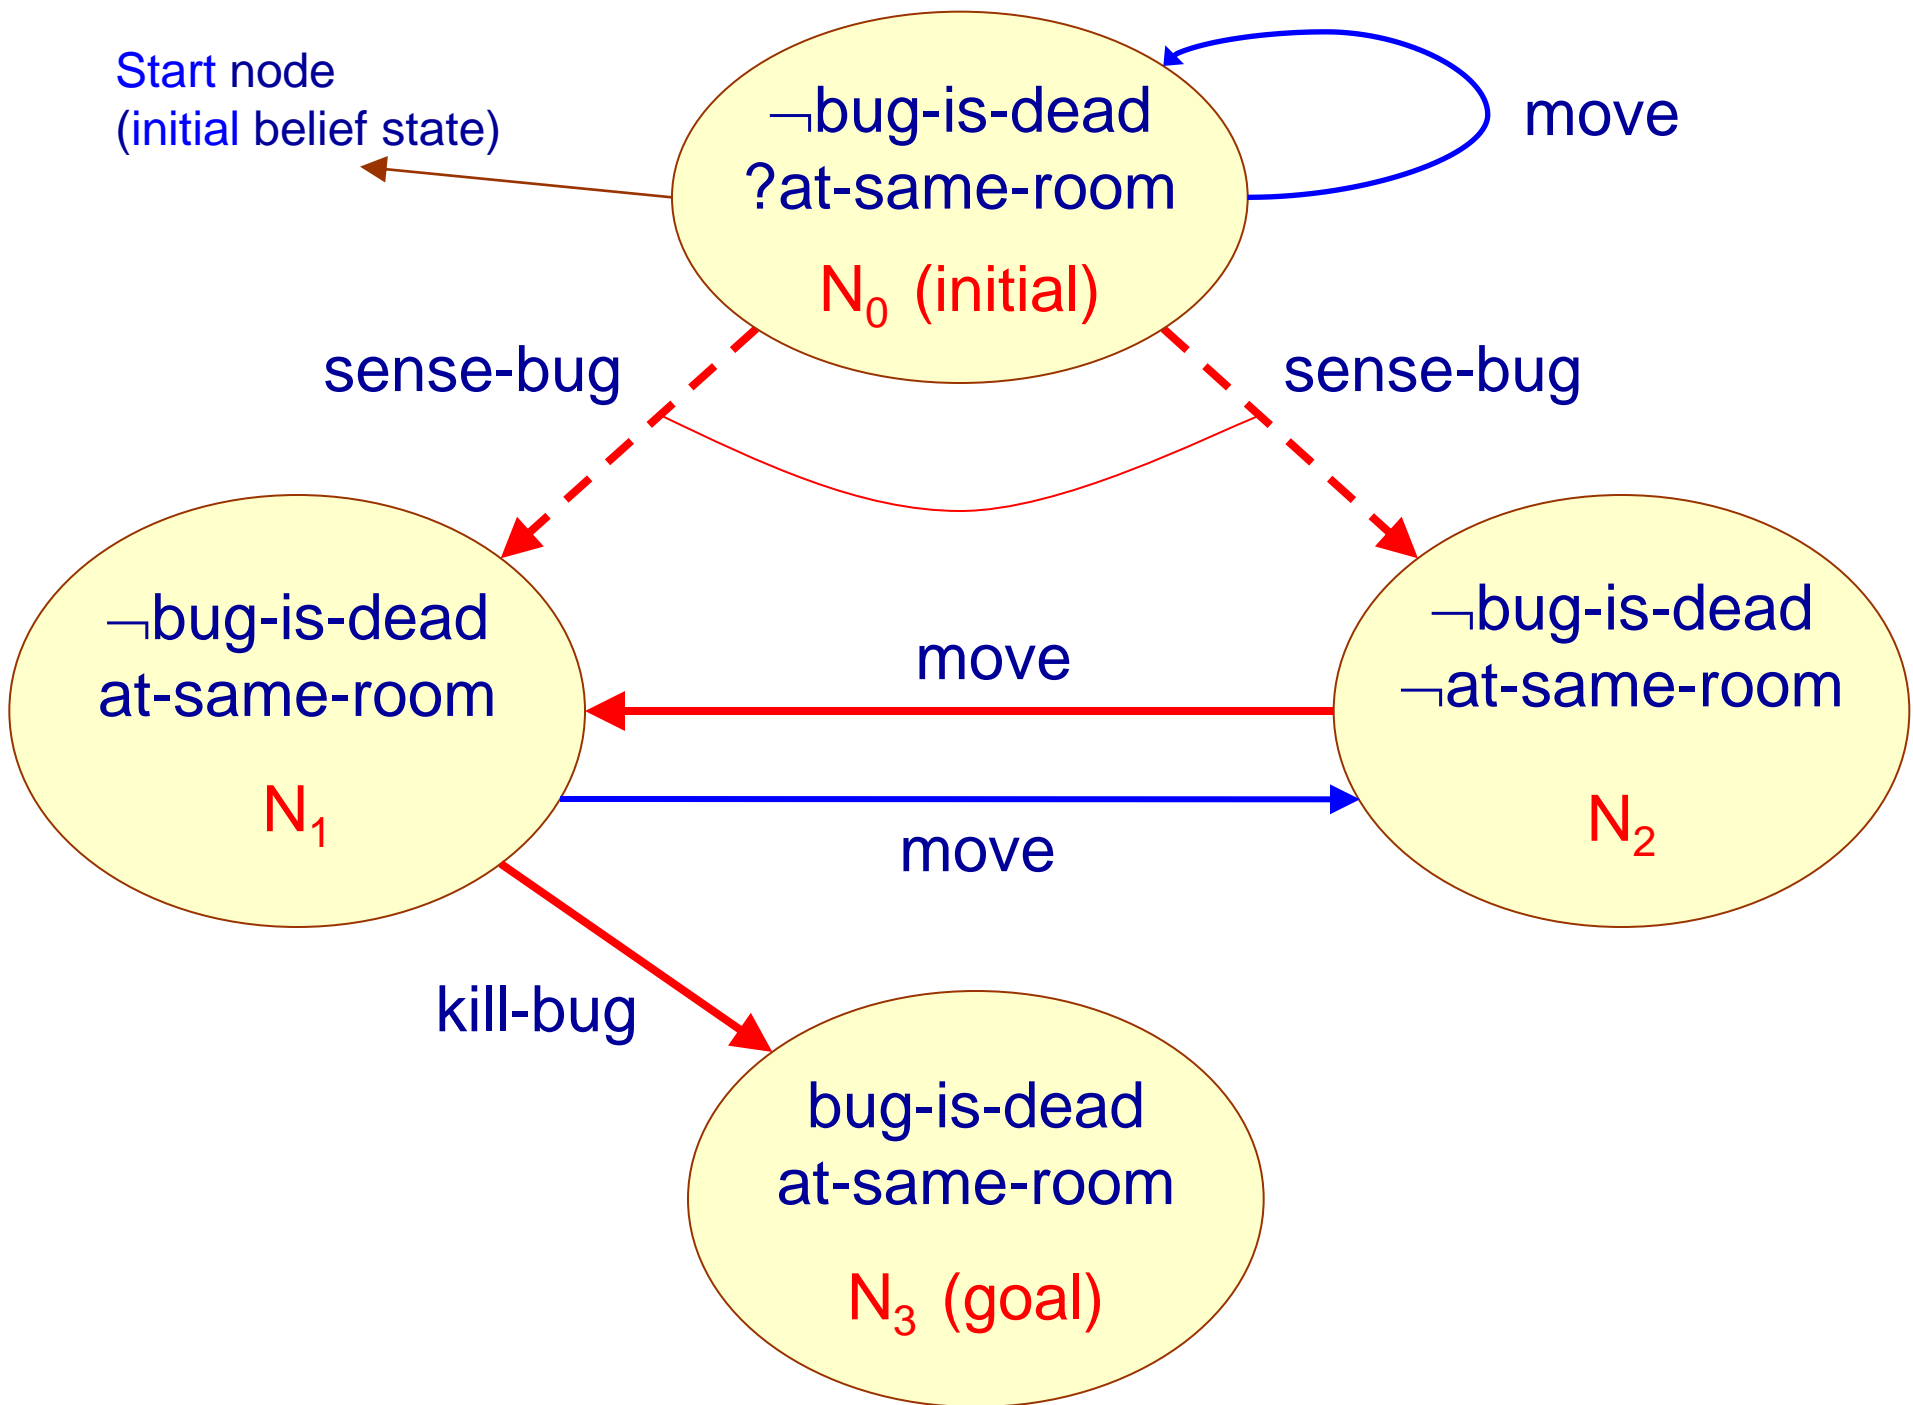 Start node
(initial belief state)
¬bug-is-dead
?at-same-room
N₀ (initial)
move
sense-bug
sense-bug
¬bug-is-dead
at-same-room
N₁
move
move
¬bug-is-dead
¬at-same-room
N₂
kill-bug
bug-is-dead
at-same-room
N₃ (goal)